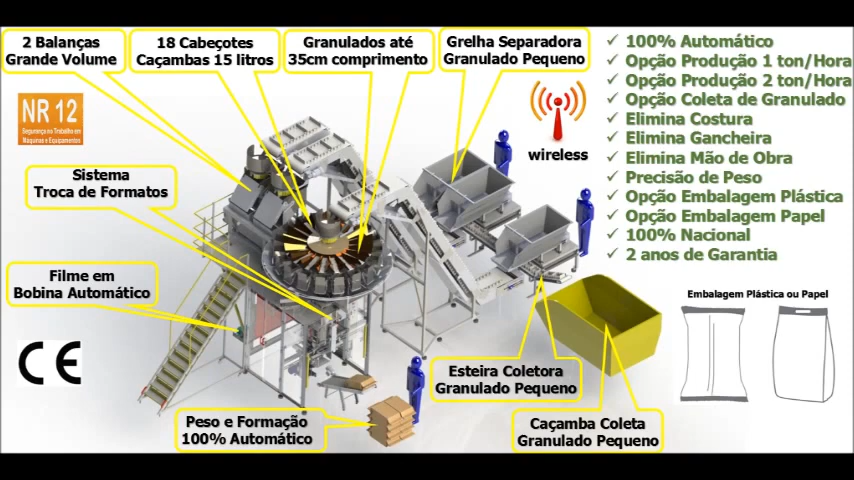 2 Balanças
Grande Volume
18 Cabeçotes
Caçambas 15 litros
Granulados até
35cm comprimento
Grelha Separadora
Granulado Pequeno
100% Automático
Opção Produção 1 ton/Hora
Opção Produção 2 ton/Hora
Opção Coleta de Granulado
Elimina Costura
Elimina Gancheira
Elimina Mão de Obra
Precisão de Peso
Opção Embalagem Plástica
Opção Embalagem Papel
100% Nacional
2 anos de Garantia
NR 12
Segurança no Trabalho em
Máquinas e Equipamentos
wireless
Sistema
Troca de Formatos
Filme em
Bobina Automático
CE
Embalagem Plástica ou Papel
Esteira Coletora
Granulado Pequeno
Peso e Formação
100% Automático
Caçamba Coleta
Granulado Pequeno